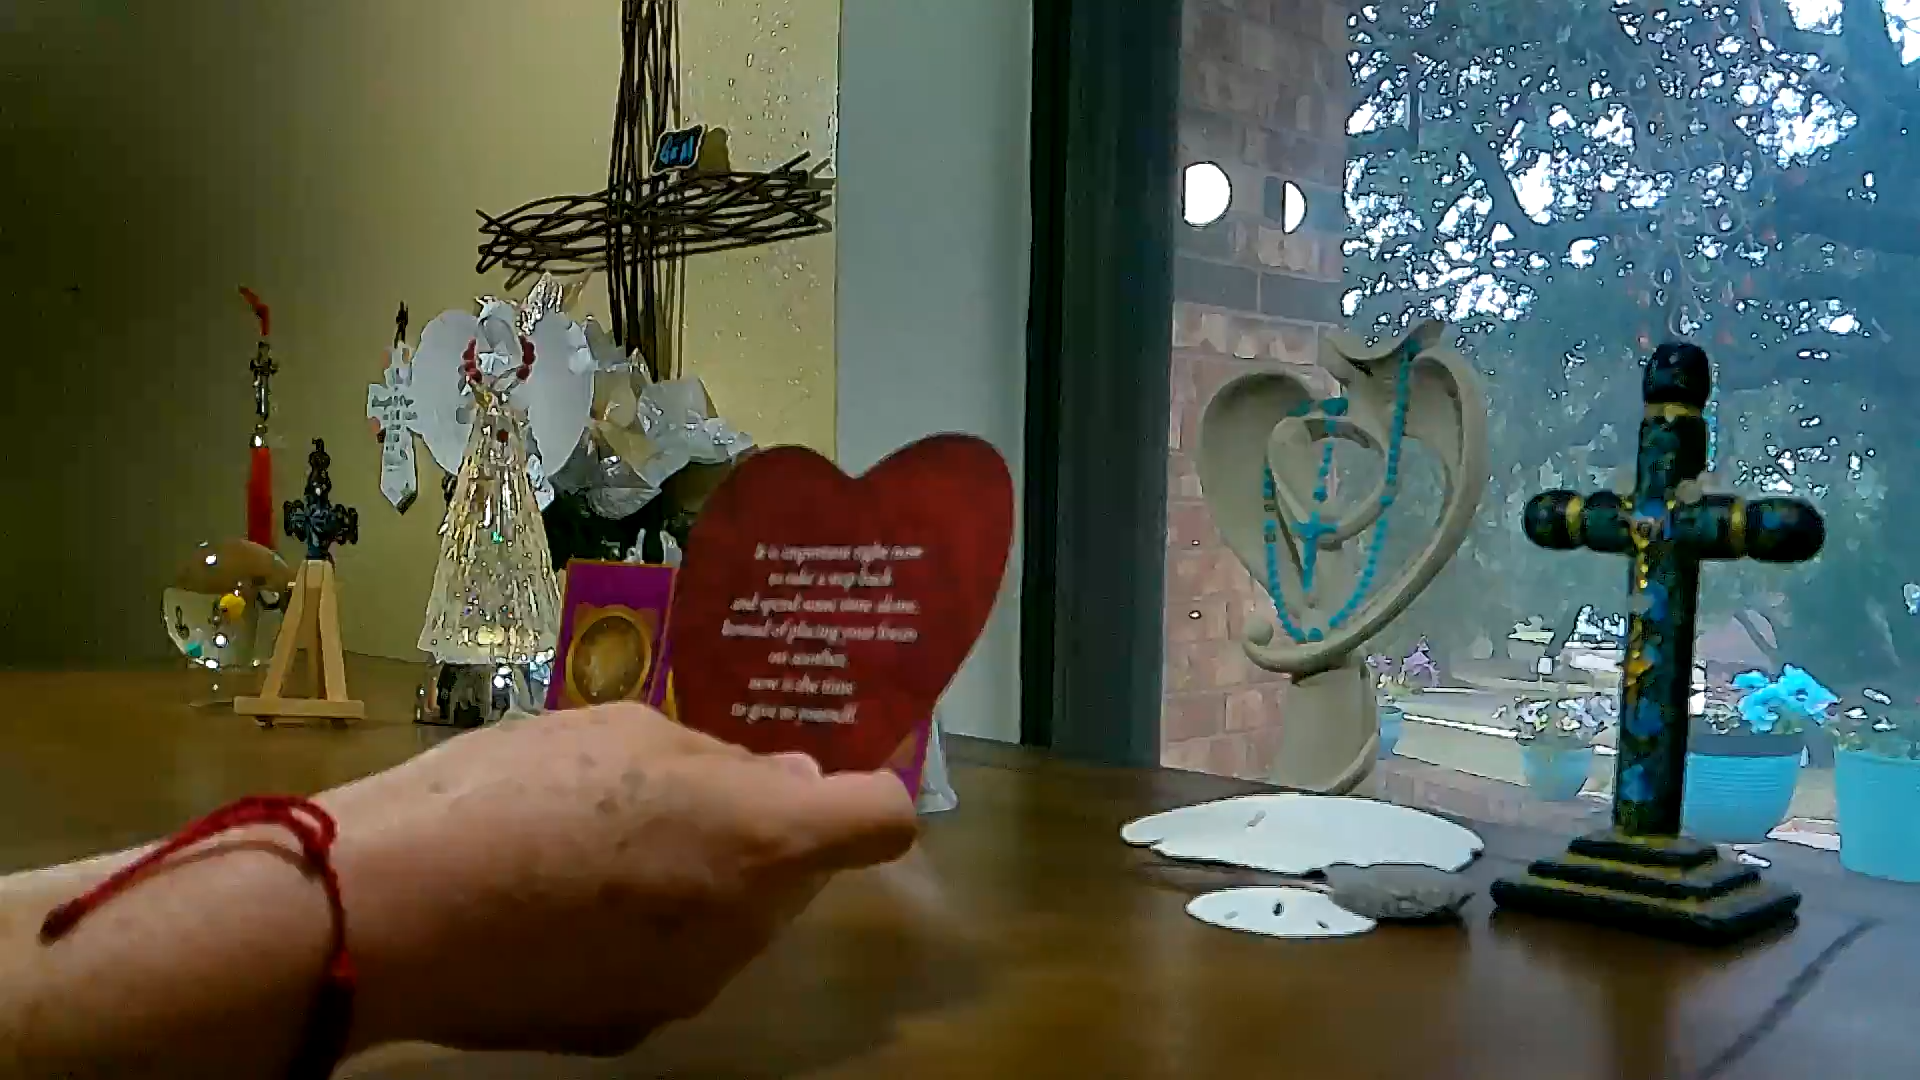 It is important right now
to take a step back
and spend some time alone.
Instead of placing your focus
on another,
now is the time
to give to yourself.